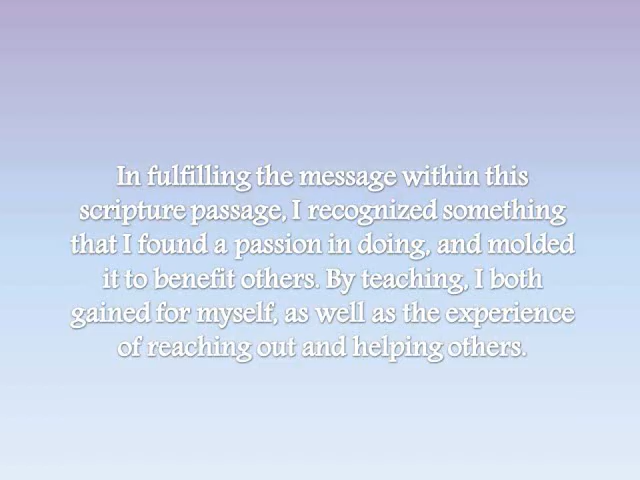 In fulfilling the message within this
scripture passage, I recognized something
that I found a passion in doing, and molded
it to benefit others. By teaching, I both
gained for myself, as well as the experience
of reaching out and helping others.